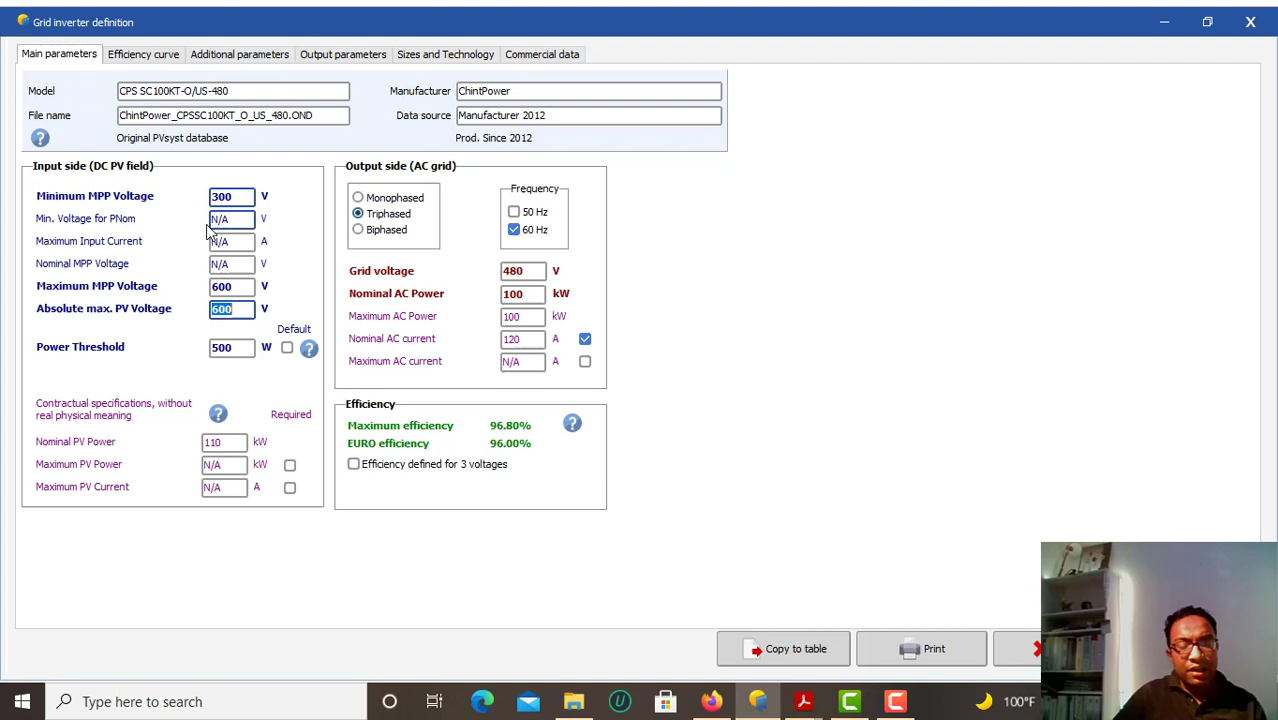 Grid inverter definition
Main parameters Efficiency curve Additional parameters Output parameters Sizes and Technology Commercial data
Model CPS SC100KT-O/US-480 Manufacturer ChintPower
File name ChintPower_CPSSC100KT_O_US_480.OND Data source Manufacturer 2012
Original PVsyst database Prod. Since 2012
Input side (DC PV field)
Minimum MPP Voltage 300 V
Min. Voltage for PNom N/A V
Maximum Input Current N/A A
Nominal MPP Voltage N/A V
Maximum MPP Voltage 600 V
Absolute max. PV Voltage 600 V
Default
Power Threshold 500 W ?
Contractual specifications, without
real physical meaning ? Required
Nominal PV Power 110 kW
Maximum PV Power N/A kW
Maximum PV Current N/A A
Output side (AC grid)
Monophased
Triphased
Biphased
Frequency
50 Hz
60 Hz
Grid voltage 480 V
Nominal AC Power 100 kW
Maximum AC Power 100 kW
Nominal AC current 120 A
Maximum AC current N/A A
Efficiency
Maximum efficiency 96.80% ?
EURO efficiency 96.00%
Efficiency defined for 3 voltages
Copy to table Print
Type here to search 100°F